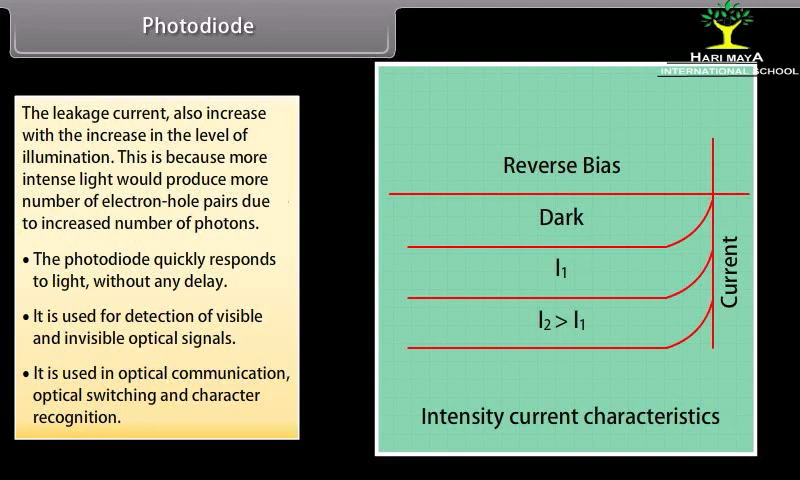 Photodiode
HARI MAYA
INTERNATIONAL SCHOOL
The leakage current, also increase
with the increase in the level of
illumination. This is because more
intense light would produce more
number of electron-hole pairs due
to increased number of photons.
• The photodiode quickly responds
to light, without any delay.
• It is used for detection of visible
and invisible optical signals.
• It is used in optical communication,
optical switching and character
recognition.
Reverse Bias
Dark
I₁
I₂ > I₁
Current
Intensity current characteristics